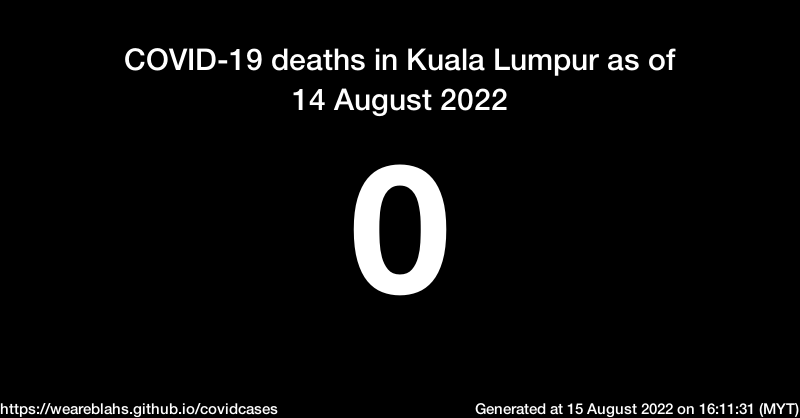 COVID-19 deaths in Kuala Lumpur as of
14 August 2022
0
https://weareblahs.github.io/covidcases
Generated at 15 August 2022 on 16:11:31 (MYT)